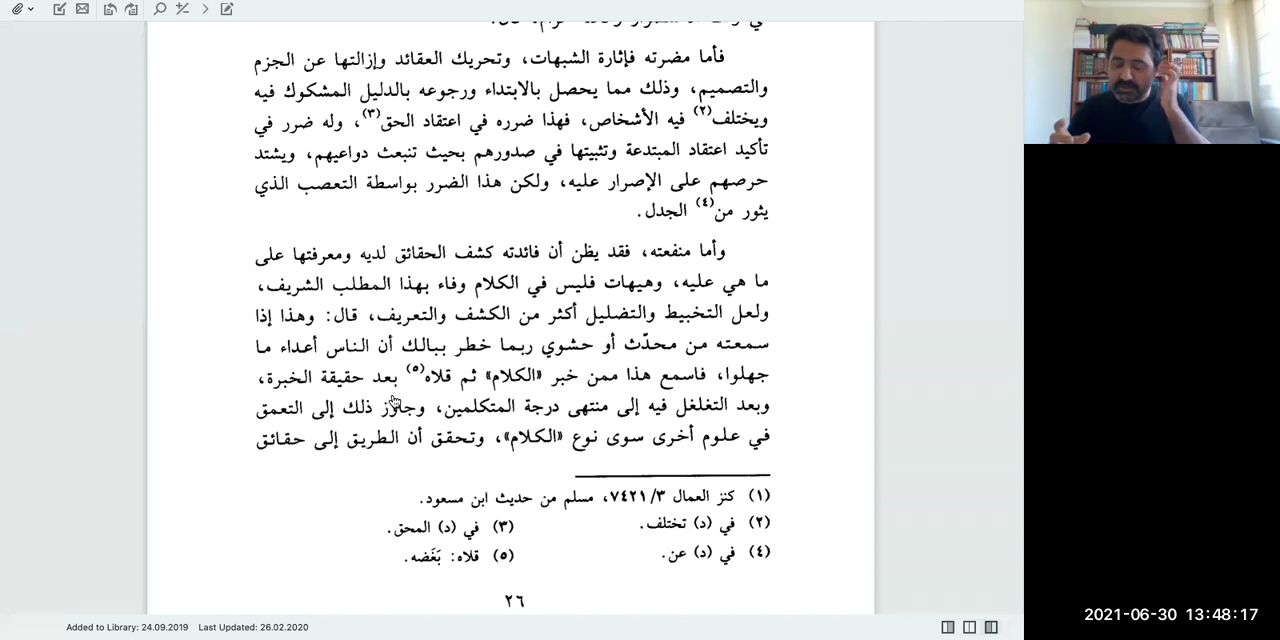 فأما مضرته فإثارة الشبهات، وتحريك العقائد وإزالتها عن الجزم
والتصميم، وذلك مما يحصل بالابتداء ورجوعه بالدليل المشكوك فيه
ويختلف(٢) فيه الأشخاص، فهذا ضرره في اعتقاد الحق(٣)، وله ضرر في
تأكيد اعتقاد المبتدعة وتثبيتها في صدورهم بحيث تنبعث دواعيهم، ويشتد
حرصهم على الإصرار عليه، ولكن هذا الضرر بواسطة التعصب الذي
يثور من(٤) الجدل.
وأما منفعته، فقد يظن أن فائدته كشف الحقائق لديه ومعرفتها على
ما هي عليه، وهيهات فليس في الكلام وفاء بهذا المطلب الشريف،
ولعل التخبيط والتضليل أكثر من الكشف والتعريف، قال: وهذا إذا
سمعته من محدّث أو حشوي ربما خطر ببالك أن الناس أعداء ما
جهلوا، فاسمع هذا ممن خبر «الكلام» ثم قلاه(٥) بعد حقيقة الخبرة،
وبعد التغلغل فيه إلى منتهى درجة المتكلمين، وجاوز ذلك إلى التعمق
في علوم أخرى سوى نوع «الكلام»، وتحقق أن الطريق إلى حقائق
(١) كنز العمال ٧٤٢١/٣، مسلم من حديث ابن مسعود.
(٢) في (د) تختلف. (٣) في (د) المحق.
(٤) في (د) عن. (٥) قلاه: بَغَضه.
٢٦
Added to Library: 24.09.2019 Last Updated: 26.02.2020
2021-06-30 13:48:17